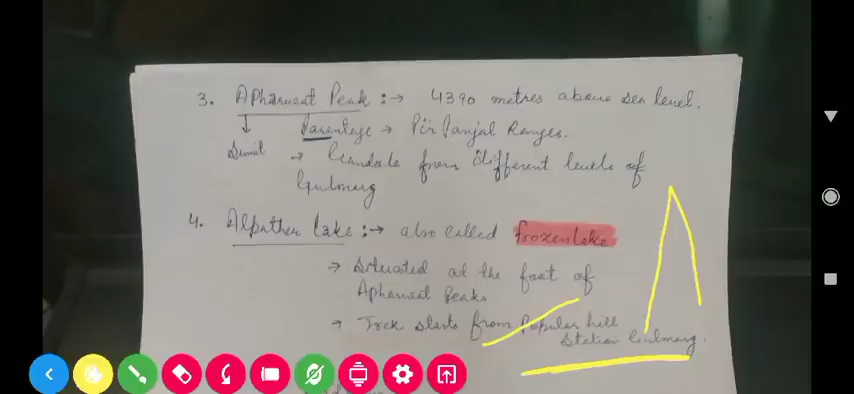 3. Apharwat Peak :→ 4390 metres above sea level.
Parentage → Pir Panjal Ranges.
Sumit → Gandola from different levels of
Gulmarg
4. Alpather Lake :→ also called frozen lake
→ Situated at the foot of
Apharwat Peaks
→ Trek starts from popular hill
Station Gulmarg.